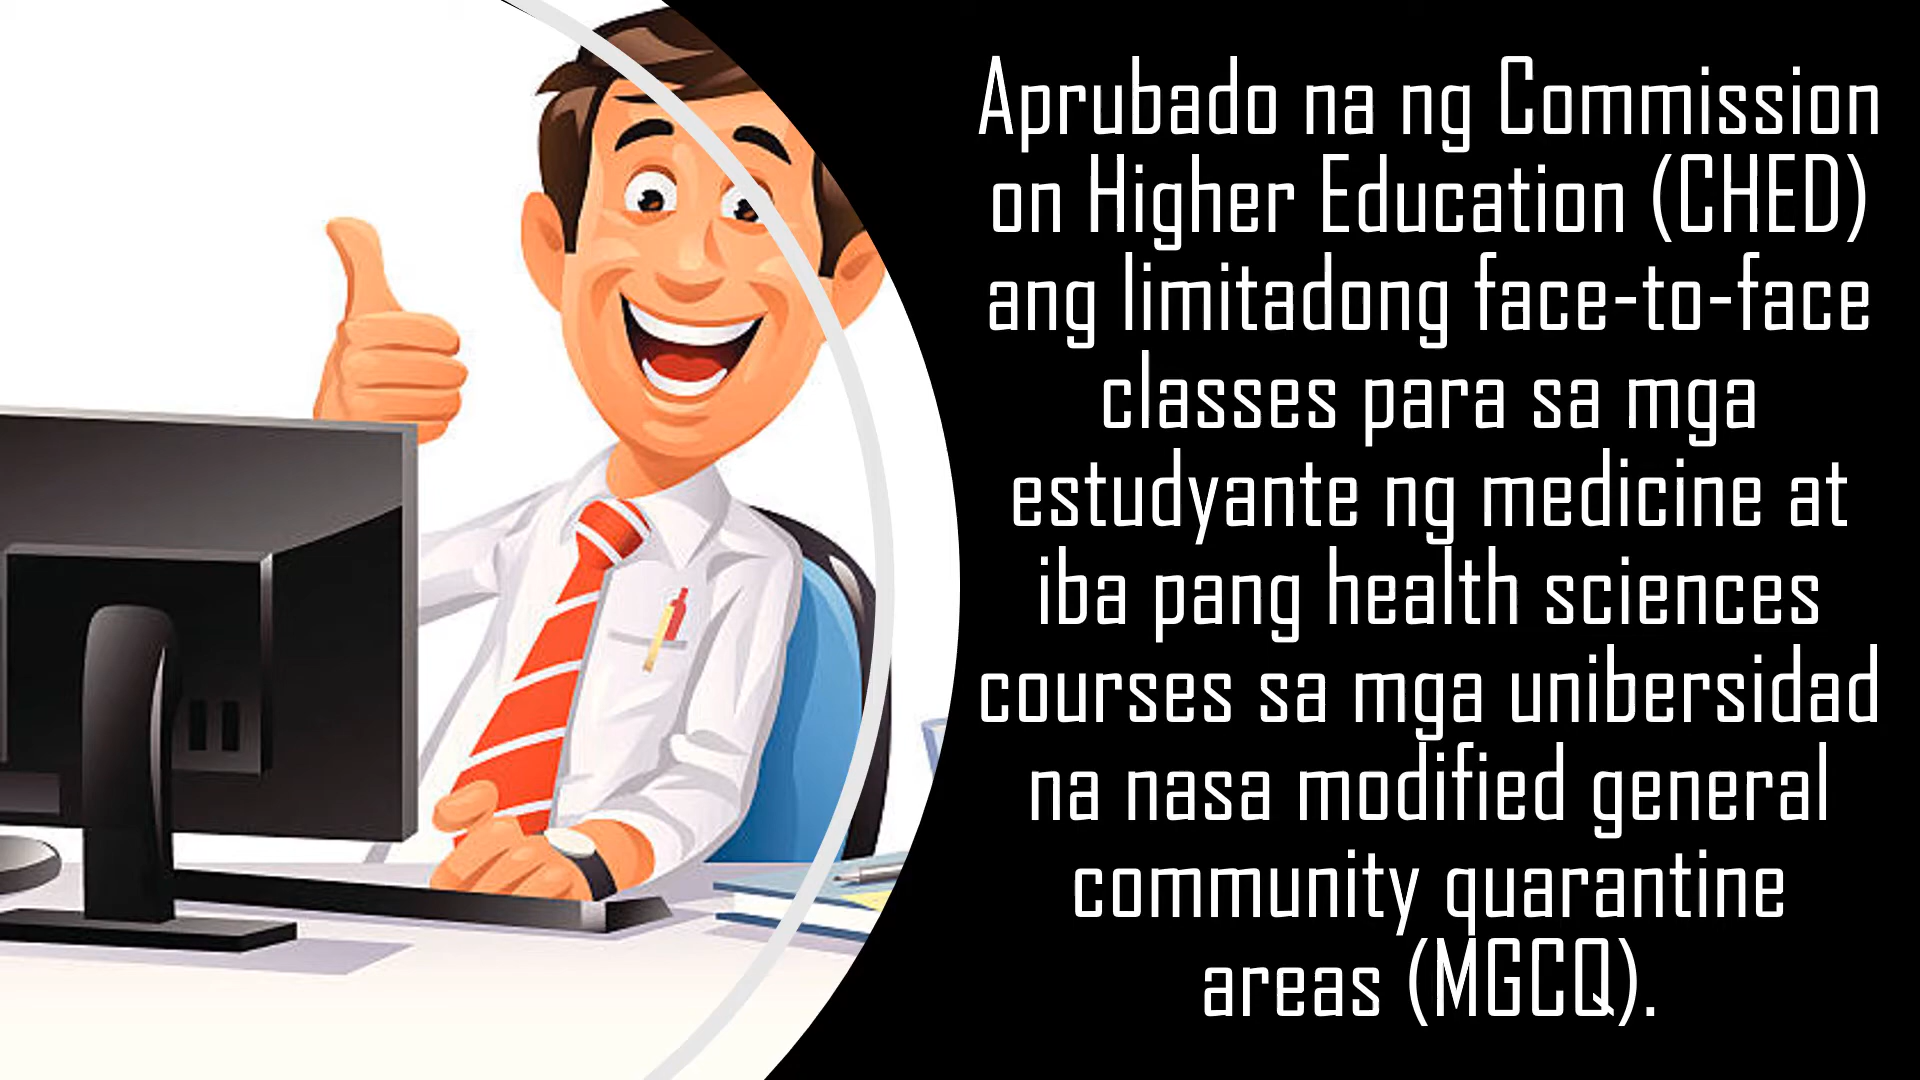 Aprubado na ng Commission
on Higher Education (CHED)
ang limitadong face-to-face
classes para sa mga
estudyante ng medicine at
iba pang health sciences
courses sa mga unibersidad
na nasa modified general
community quarantine
areas (MGCQ).